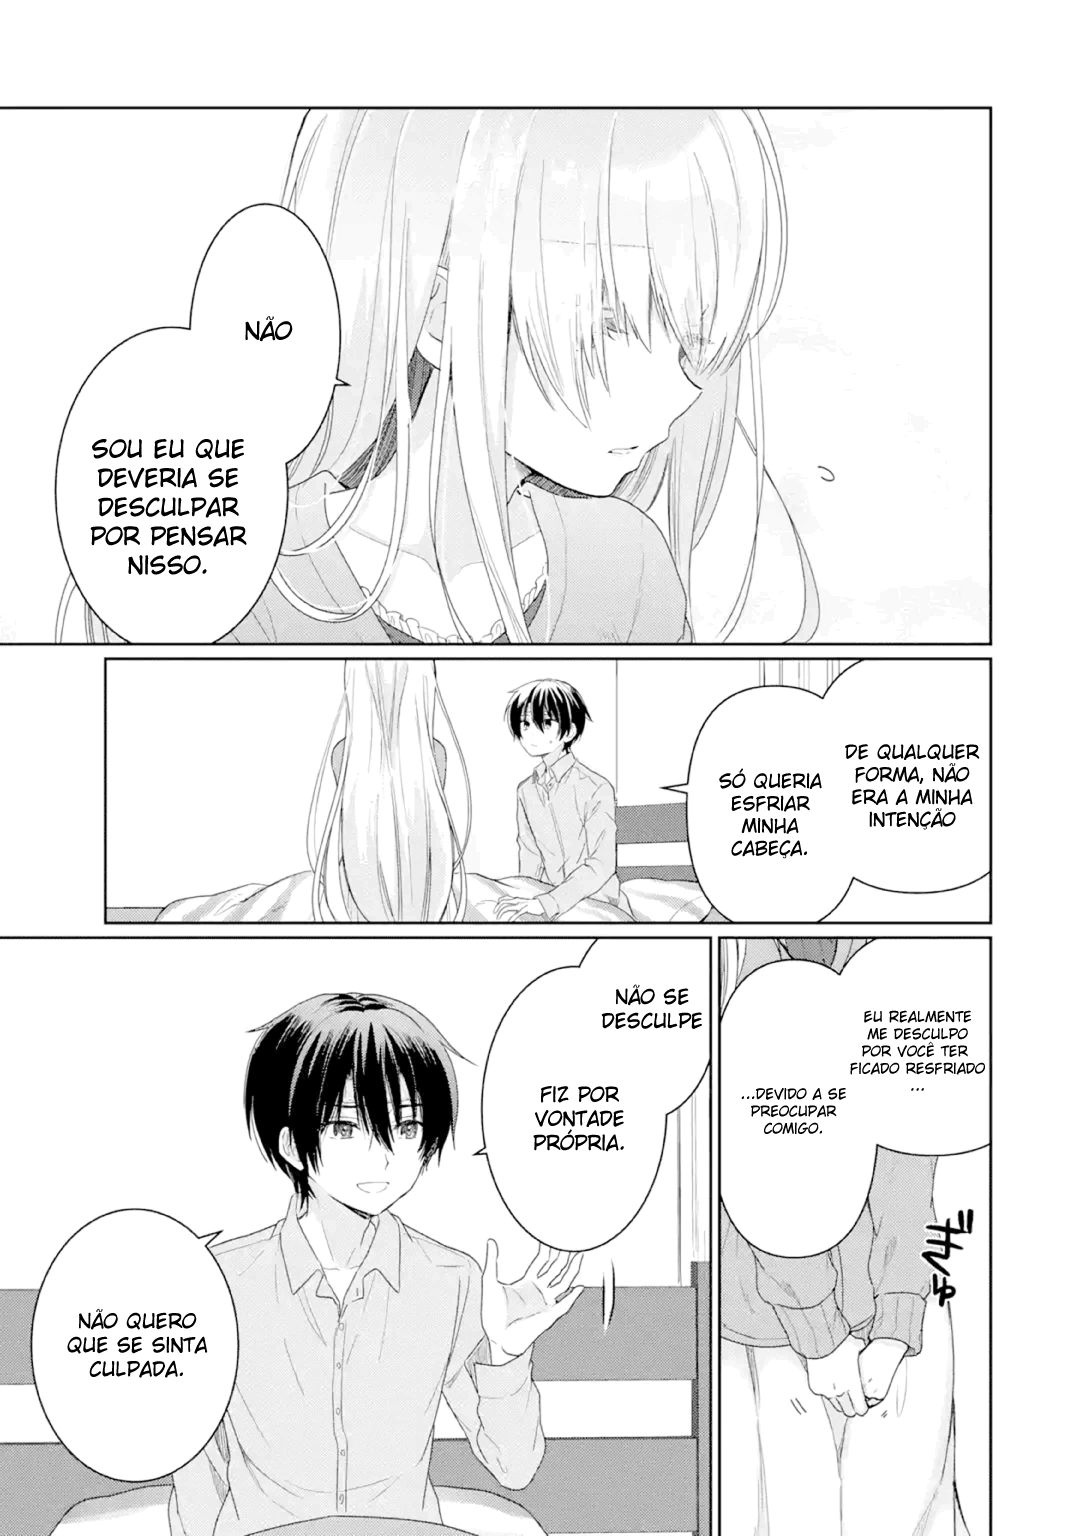 NÃO
SOU EU QUE
DEVERIA SE
DESCULPAR
POR PENSAR
NISSO.
DE QUALQUER
FORMA, NÃO
ERA A MINHA
INTENÇÃO
SÓ QUERIA
ESFRIAR
MINHA
CABEÇA.
EU REALMENTE
ME DESCULPO
POR VOCÊ TER
FICADO RESFRIADO
...
...DEVIDO A SE
PREOCUPAR
COMIGO.
NÃO SE
DESCULPE
FIZ POR
VONTADE
PRÓPRIA.
NÃO QUERO
QUE SE SINTA
CULPADA.